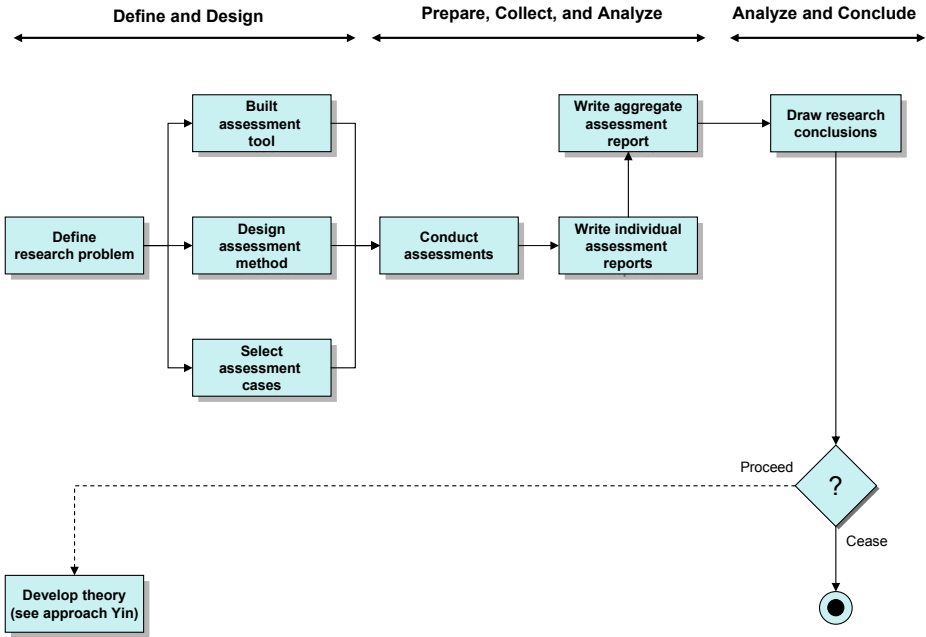 Define and Design
Prepare, Collect, and Analyze
Analyze and Conclude
Built
assessment
tool
Write aggregate
assessment
report
Draw research
conclusions
Define
research problem
Design
assessment
method
Conduct
assessments
Write individual
assessment
reports
Select
assessment
cases
Proceed
?
Cease
Develop theory
(see approach Yin)